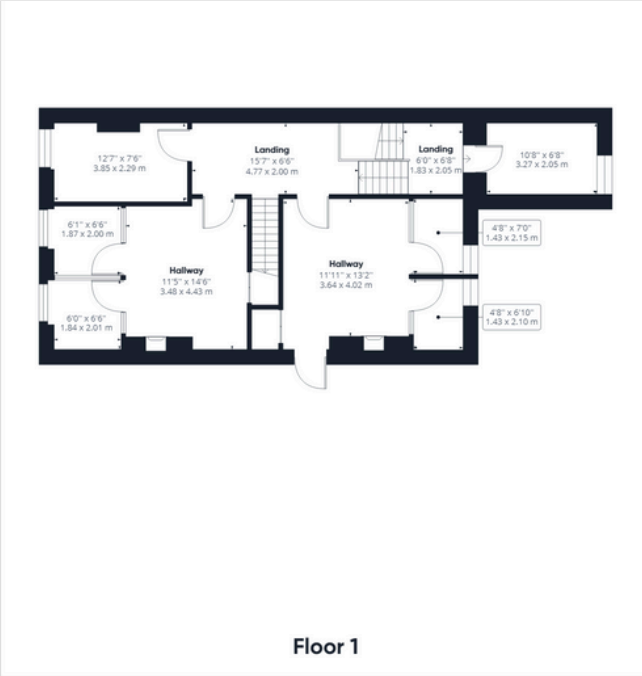 Landing
15'7" x 6'6"
4.77 x 2.00 m
Landing
6'0" x 6'8"
1.83 x 2.05 m
10'8" x 6'8"
3.27 x 2.05 m
12'7" x 7'6"
3.85 x 2.29 m
6'1" x 6'6"
1.87 x 2.00 m
4'8" x 7'0"
1.43 x 2.15 m
Hallway
11'5" x 14'6"
3.48 x 4.43 m
Hallway
11'11" x 13'2"
3.64 x 4.02 m
6'0" x 6'6"
1.84 x 2.01 m
4'8" x 6'10"
1.43 x 2.10 m
Floor 1